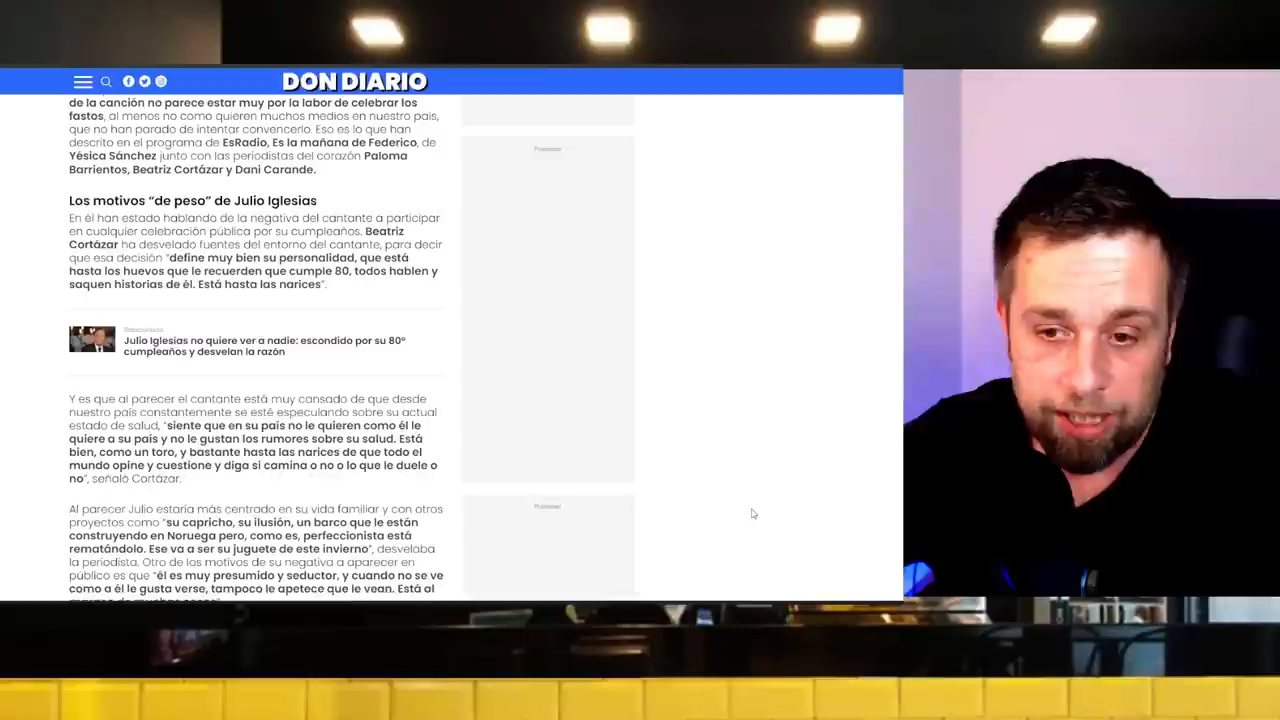 DON DIARIO
de la canción no parece estar muy por la labor de celebrar los
fastos, al menos no como quieren muchos medios en nuestro país,
que no han parado de intentar convencerlo. Eso es lo que han
descrito en el programa de EsRadio, Es la mañana de Federico, de
Yésica Sánchez junto con las periodistas del corazón Paloma
Barrientos, Beatriz Cortázar y Dani Carande.
Los motivos “de peso” de Julio Iglesias
En él han estado hablando de la negativa del cantante a participar
en cualquier celebración pública por su cumpleaños. Beatriz
Cortázar ha desvelado fuentes del entorno del cantante, para decir
que esa decisión “define muy bien su personalidad, que está
hasta los huevos que le recuerden que cumple 80, todos hablen y
saquen historias de él. Está hasta las narices”.
Relacionada
Julio Iglesias no quiere ver a nadie: escondido por su 80º
cumpleaños y desvelan la razón
Y es que al parecer el cantante está muy cansado de que desde
nuestro país constantemente se esté especulando sobre su actual
estado de salud, “siente que en su país no le quieren como él le
quiere a su país y no le gustan los rumores sobre su salud. Está
bien, como un toro, y bastante hasta las narices de que todo el
mundo opine y cuestione y diga si camina o no o lo que le duele o
no”, señaló Cortázar.
Al parecer Julio estaría más centrado en su vida familiar y con otros
proyectos como “su capricho, su ilusión, un barco que le están
construyendo en Noruega pero, como es, perfeccionista está
rematándolo. Ese va a ser su juguete de este invierno”, desvelaba
la periodista. Otro de los motivos de su negativa a aparecer en
público es que “él es muy presumido y seductor, y cuando no se ve
como a él le gusta verse, tampoco le apetece que le vean. Está al
Publicidad
Publicidad